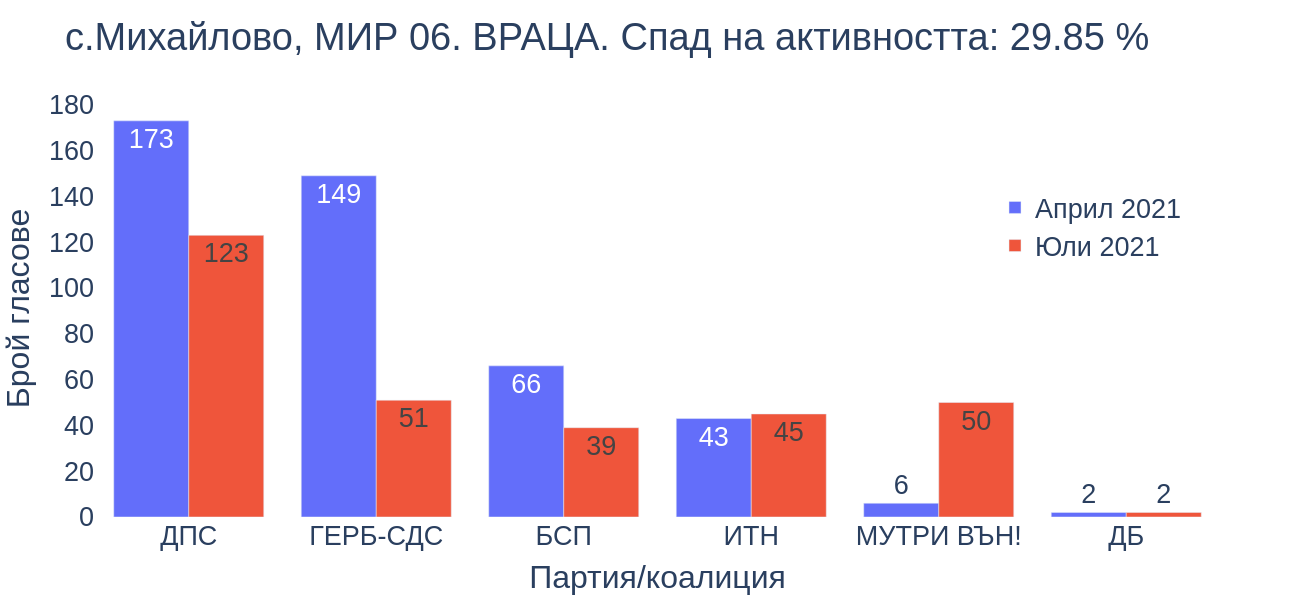 с.Михайлово, МИР 06. ВРАЦА. Спад на активността: 29.85 %
180
160
140
120
100
80
60
40
20
0
Брой гласове
173
123
149
51
66
39
43
45
6
50
2
2
Април 2021
Юли 2021
ДПС
ГЕРБ-СДС
БСП
ИТН
МУТРИ ВЪН!
ДБ
Партия/коалиция